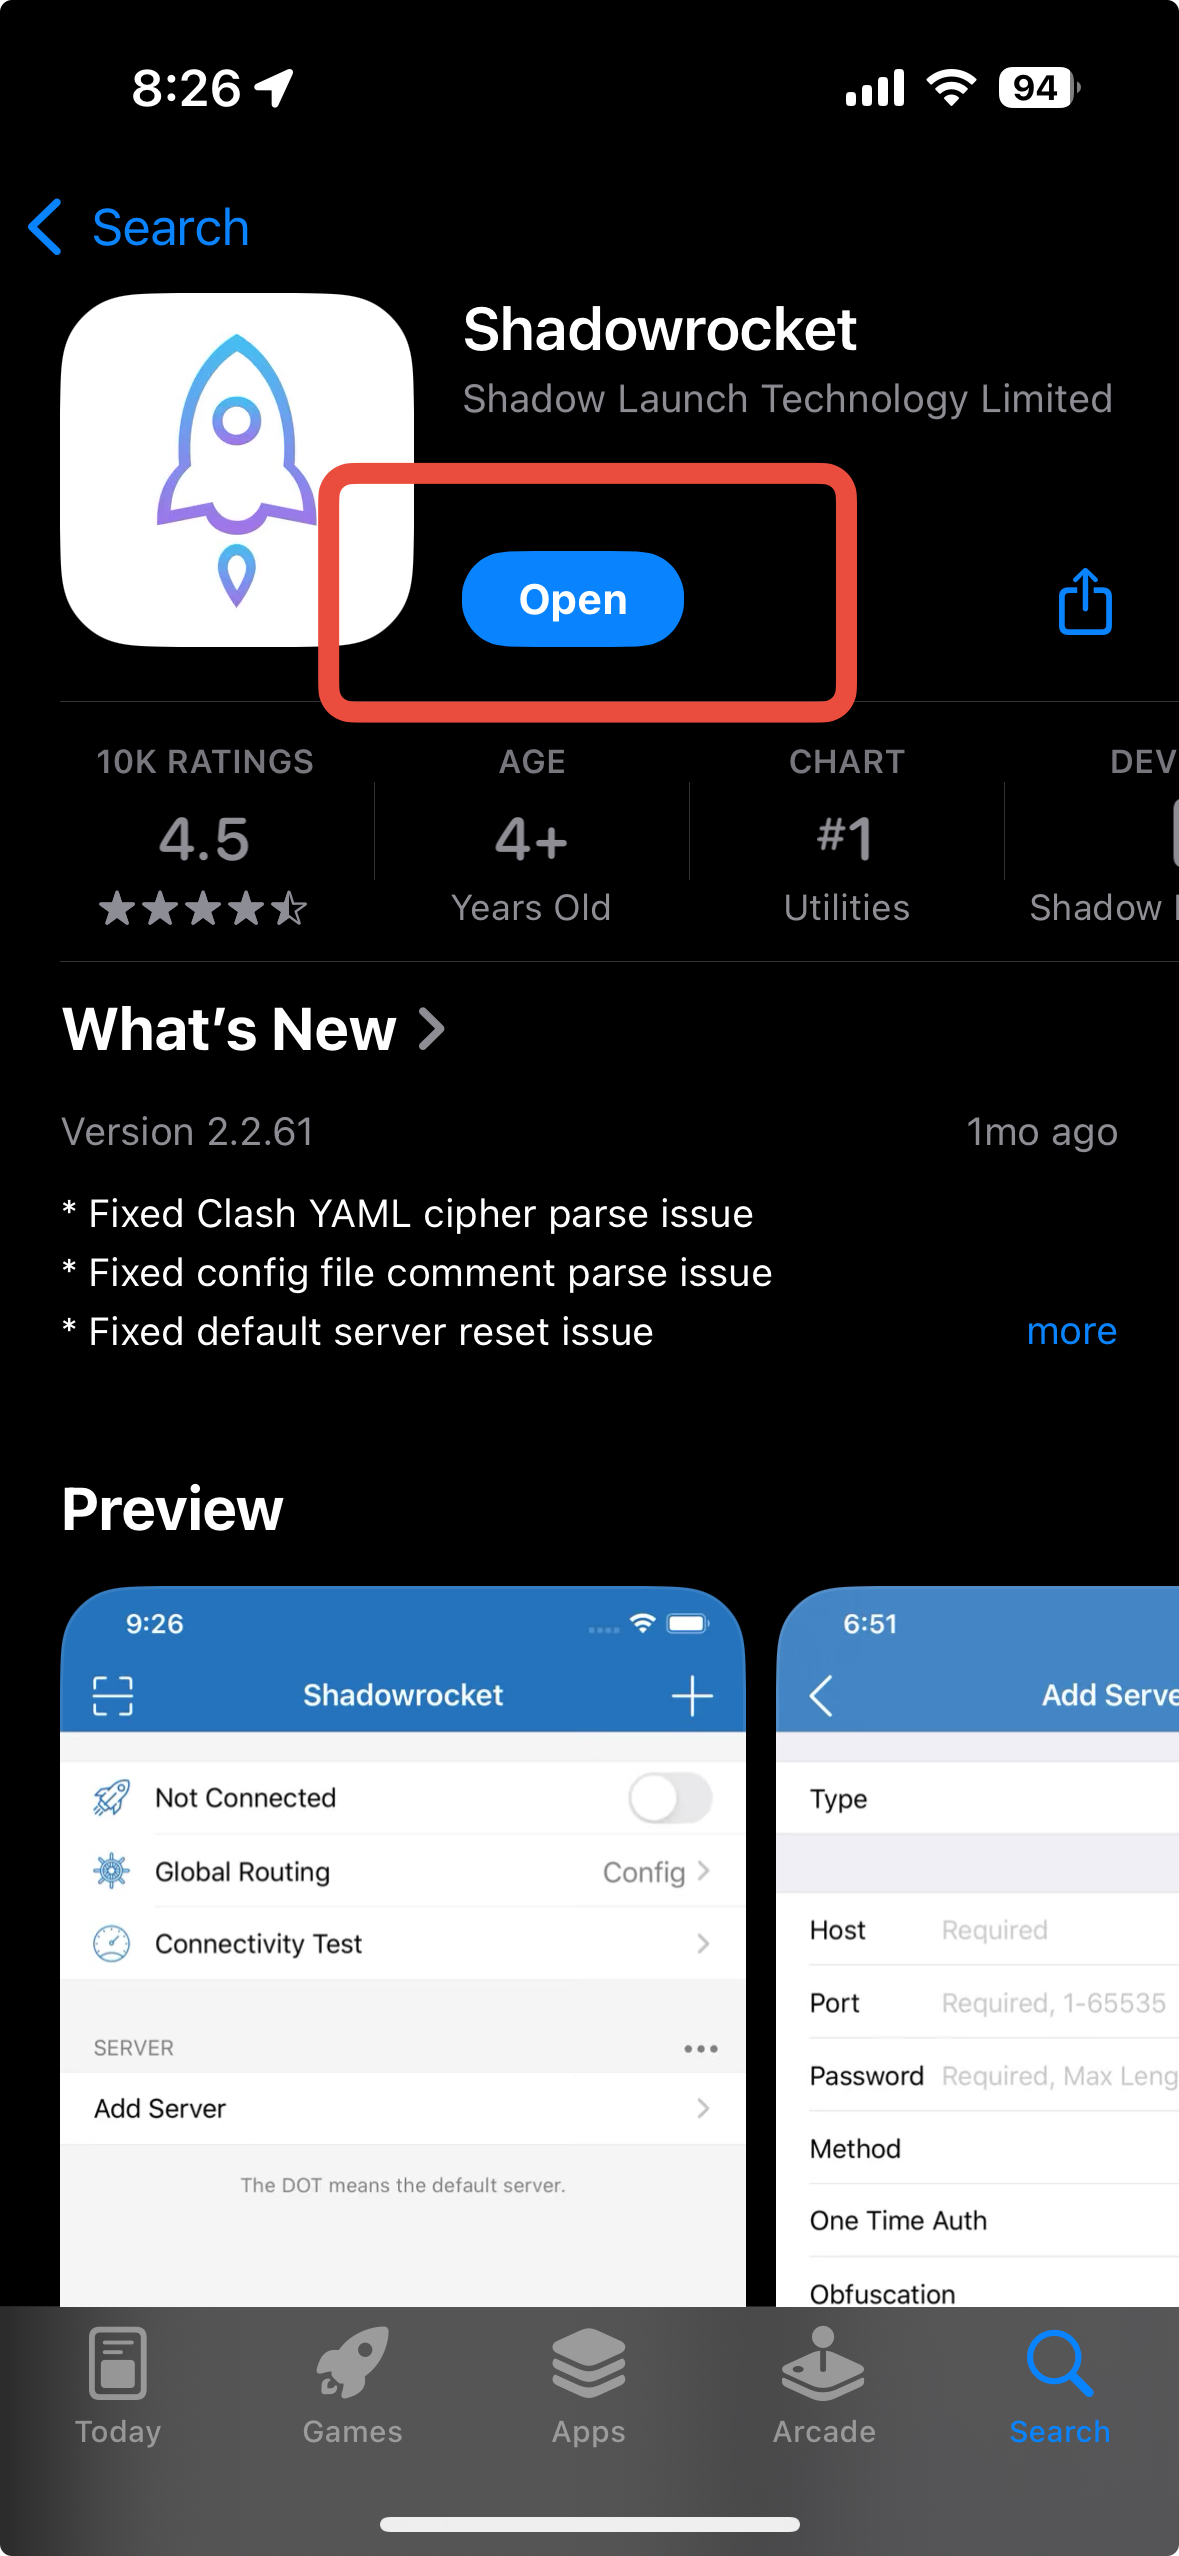 8:26
94
Search
Shadowrocket
Shadow Launch Technology Limited
Open
10K RATINGS
AGE
CHART
DEV
4.5
4+
#1
Years Old
Utilities
Shadow
What's New
Version 2.2.61
1mo ago
* Fixed Clash YAML cipher parse issue
* Fixed config file comment parse issue
* Fixed default server reset issue
more
Preview
9:26
Shadowrocket
Not Connected
Global Routing
Config
Connectivity Test
SERVER
Add Server
The DOT means the default server.
6:51
Add Serve
Type
Host
Required
Port
Required, 1-65535
Password
Required, Max Leng
Method
One Time Auth
Obfuscation
Today
Games
Apps
Arcade
Search